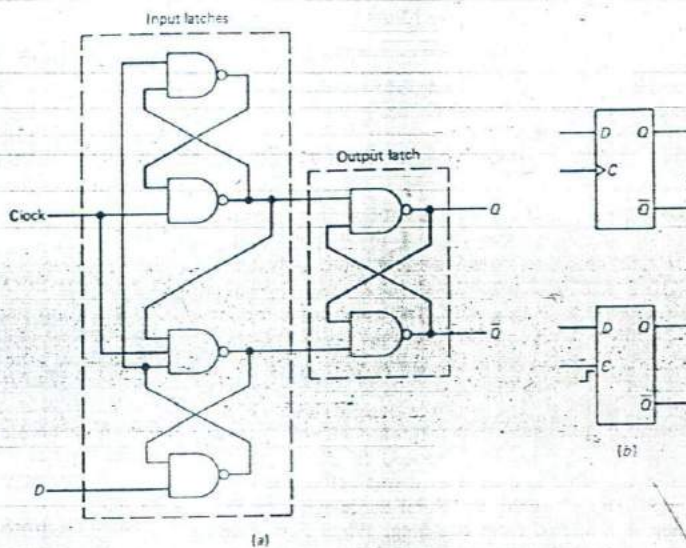 Input latches
Output latch
Clock
D
Q
Q̅
(a)
D Q
C
Q̅
D Q
C
Q̅
(b)